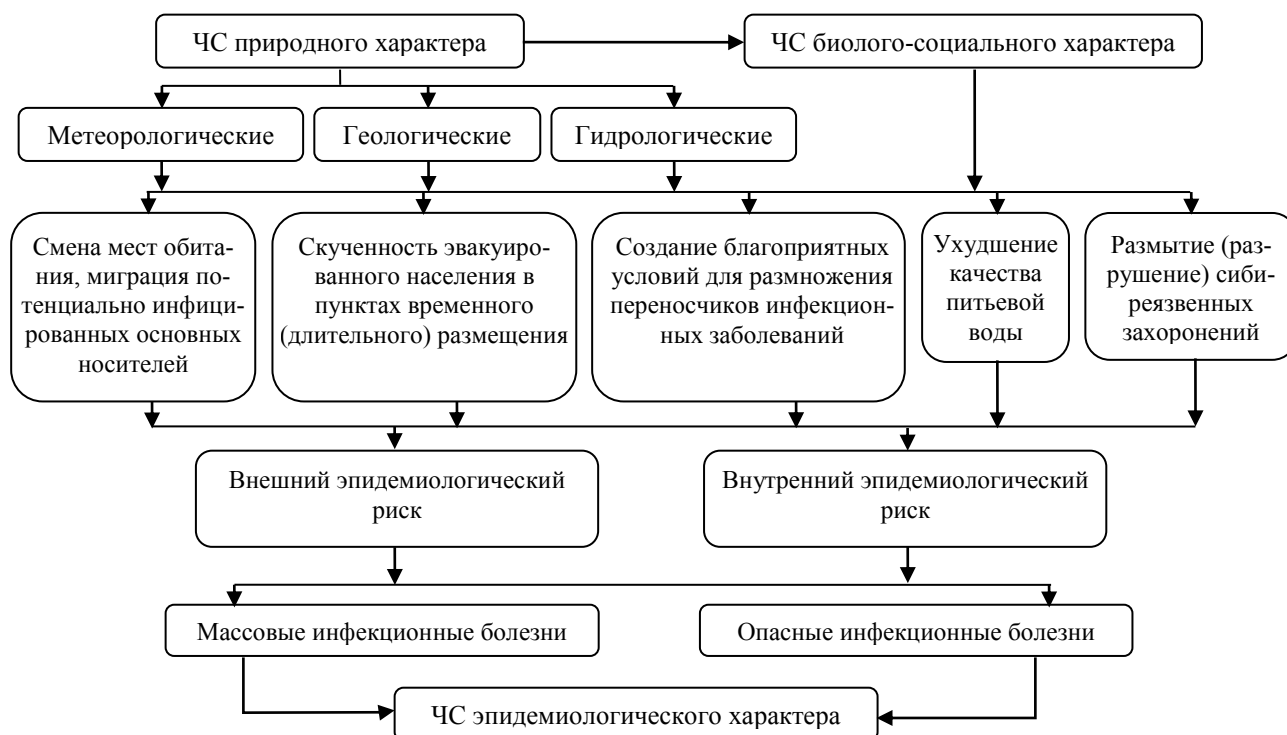 ЧС природного характера
ЧС биолого-социального характера
Метеорологические
Геологические
Гидрологические
Смена мест обита-
ния, миграция по-
тенциально инфици-
рованных основных
носителей
Скученность эвакуиро-
ванного населения в
пунктах временного
(длительного) размещения
Создание благоприятных
условий для размножения
переносчиков инфекцион-
ных заболеваний
Ухудшение
качества
питьевой
воды
Размытие (раз-
рушение) сиби-
реязвенных
захоронений
Внешний эпидемиологический
риск
Внутренний эпидемиологический
риск
Массовые инфекционные болезни
Опасные инфекционные болезни
ЧС эпидемиологического характера